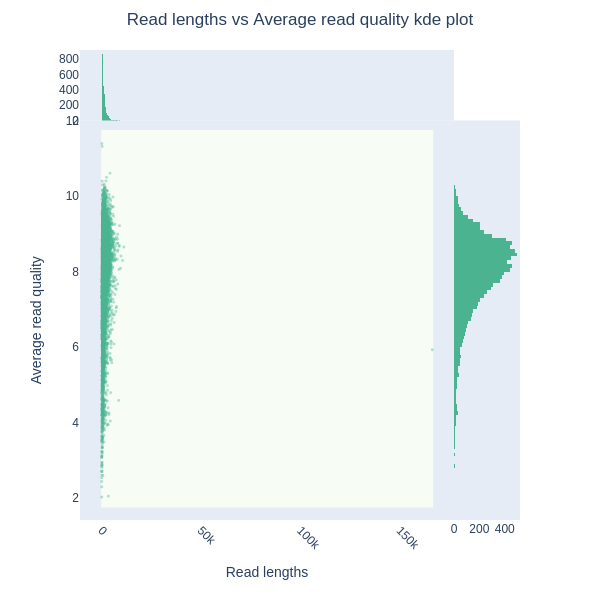 Read lengths vs Average read quality kde plot
800
600
400
200
0
12
10
8
6
4
2
Average read quality
0
50k
100k
150k
0 200 400
Read lengths